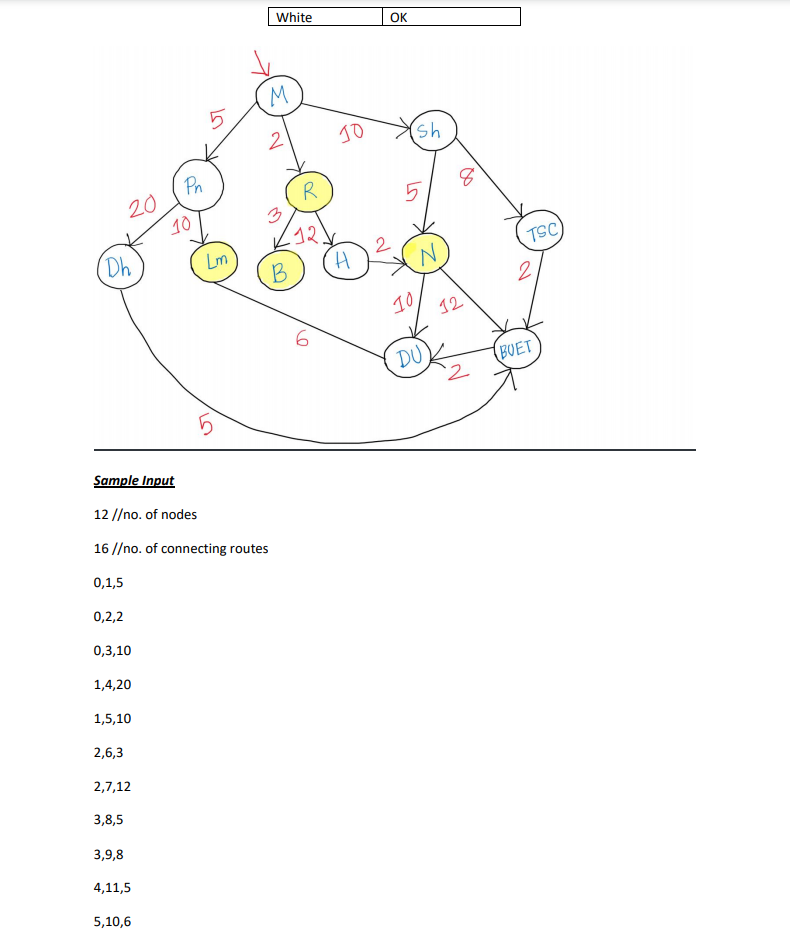 White OK
M
5
2
10
Sh
Pn
R
5
8
20
10
3
12
TSC
Dh
Lm
B
H
2
N
2
10
12
6
DU
BUET
2
5
Sample Input
12 //no. of nodes
16 //no. of connecting routes
0,1,5
0,2,2
0,3,10
1,4,20
1,5,10
2,6,3
2,7,12
3,8,5
3,9,8
4,11,5
5,10,6